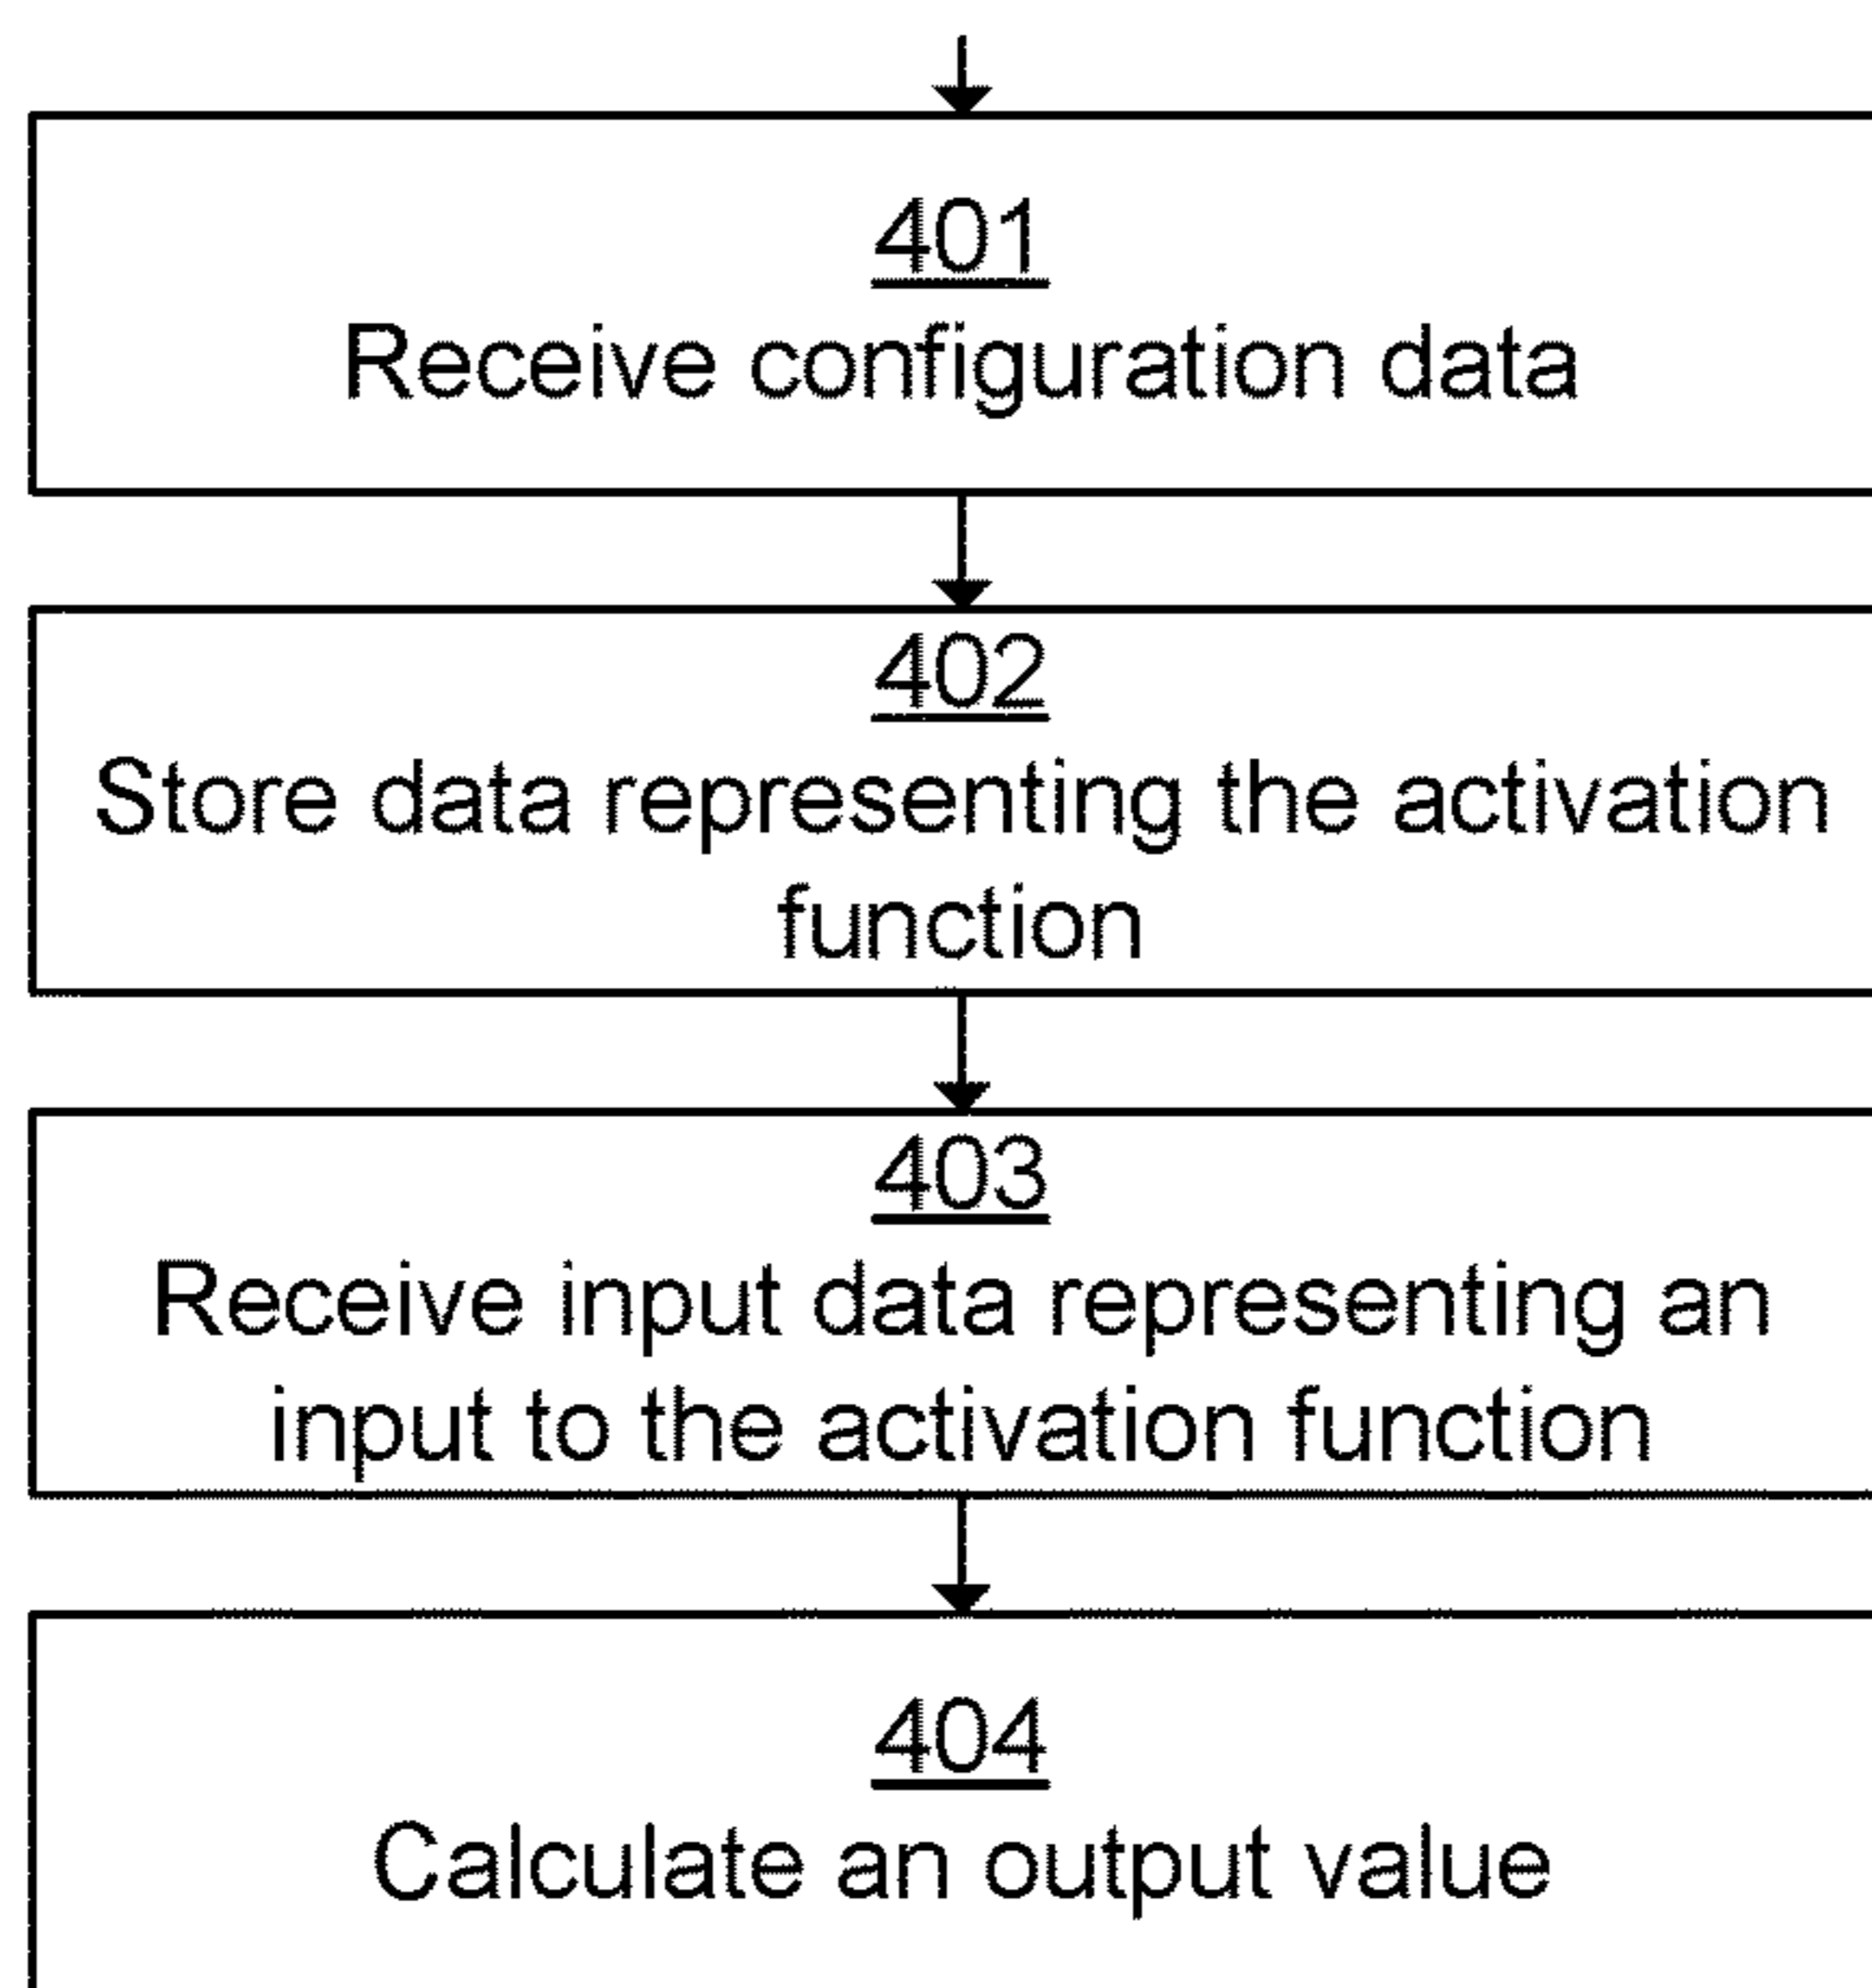 401
Receive configuration data
402
Store data representing the activation
function
403
Receive input data representing an
input to the activation function
404
Calculate an output value